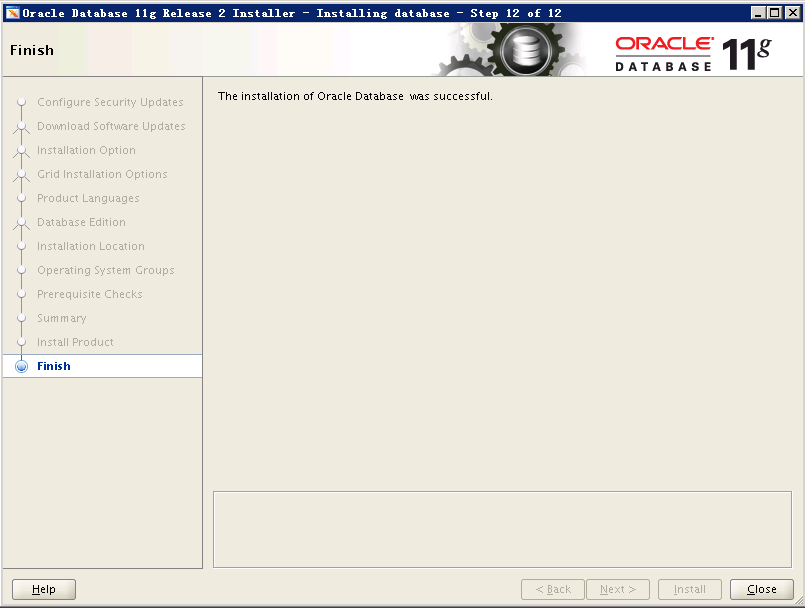 Oracle Database 11g Release 2 Installer - Installing database - Step 12 of 12
Finish
ORACLE
DATABASE
11g
Configure Security Updates
Download Software Updates
Installation Option
Grid Installation Options
Product Languages
Database Edition
Installation Location
Operating System Groups
Prerequisite Checks
Summary
Install Product
Finish
The installation of Oracle Database was successful.
Help
< Back
Next >
Install
Close